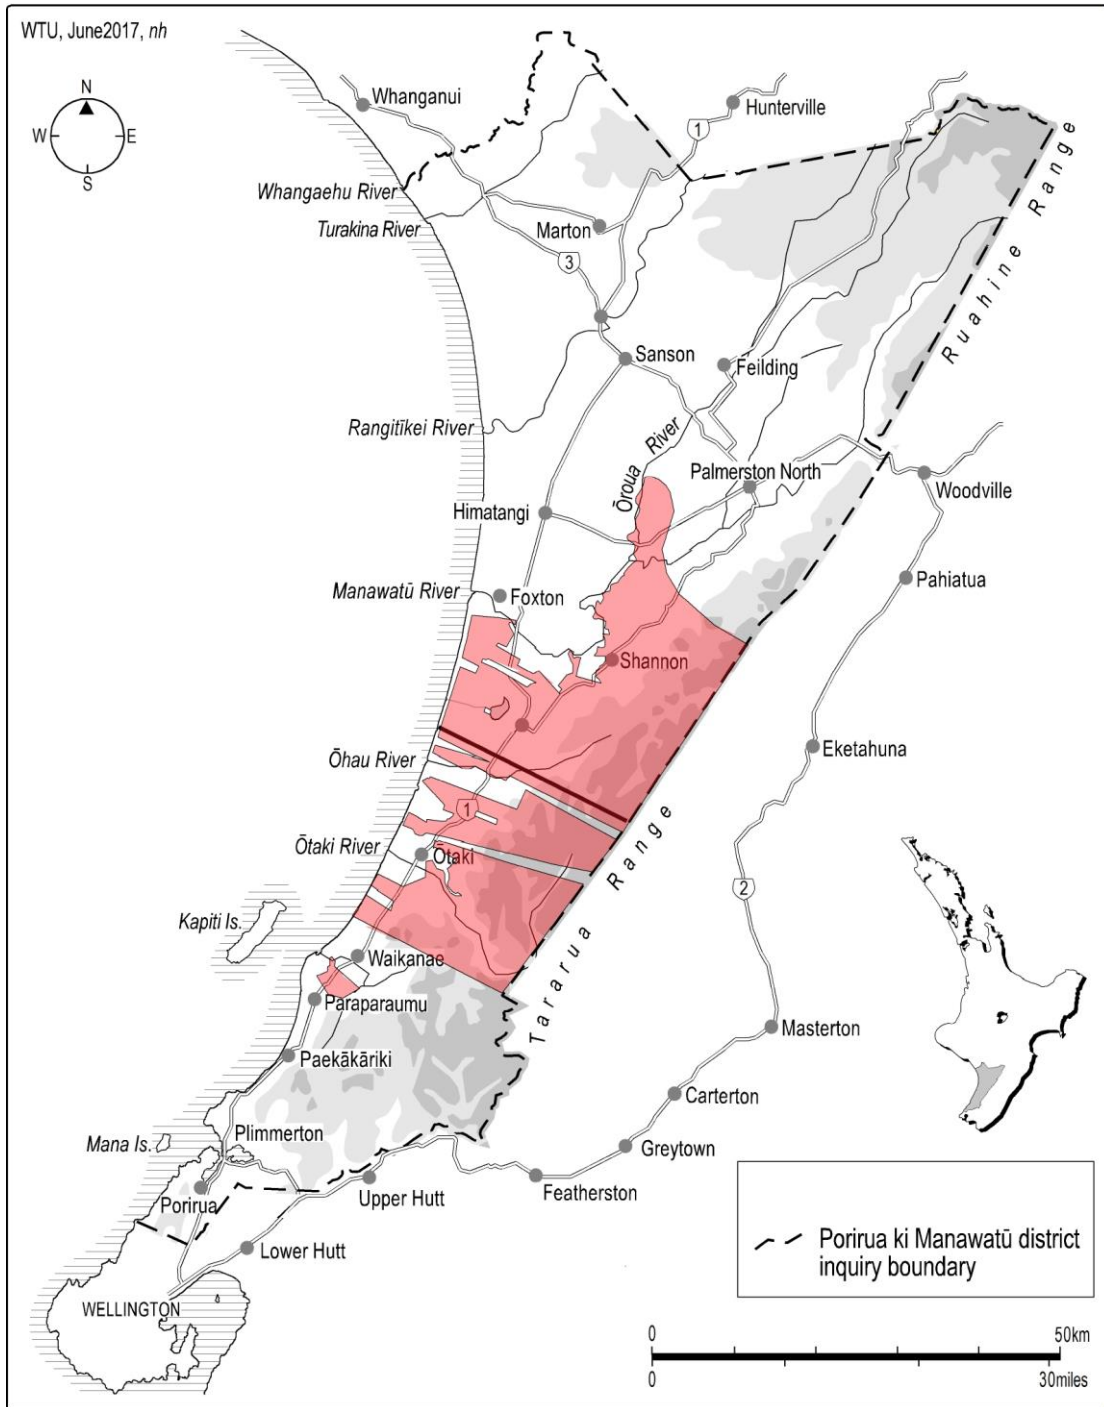 WTU, June2017, nh
N
W
E
S
Whanganui
Hunterville
1
Whangaehu River
Turakina River
Marton
3
Ruahine Range
Sanson
Feilding
Rangitīkei River
Ōroua River
Palmerston North
Woodville
Himatangi
Manawatū River
Foxton
Pahiatua
Shannon
Ōhau River
Eketahuna
1
Ōtaki River
Ōtaki
Tararua Range
2
Kapiti Is.
Waikanae
Paraparaumu
Masterton
Paekākāriki
Carterton
Plimmerton
Mana Is.
Greytown
Porirua
Upper Hutt
Featherston
Lower Hutt
Porirua ki Manawatū district
inquiry boundary
WELLINGTON
0
50km
0
30miles